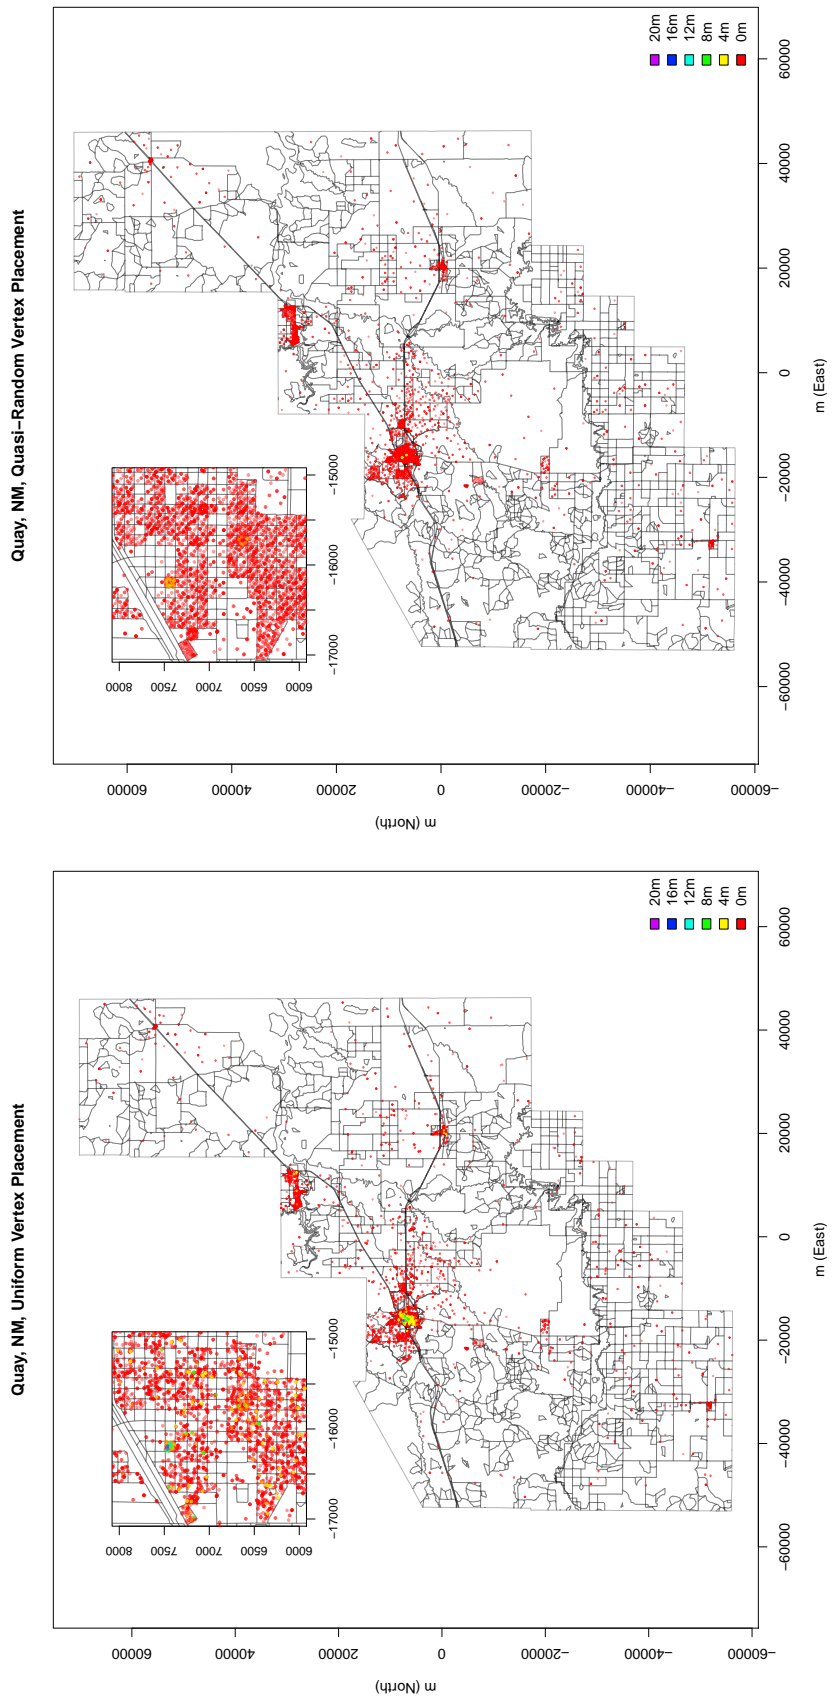 Quay, NM, Uniform Vertex Placement
8000
7500
7000
6500
6000
−17000
−16000
−15000
60000
40000
20000
0
−20000
−40000
−60000
m (North)
−60000
−40000
−20000
0
20000
40000
60000
m (East)
20m
16m
12m
8m
4m
0m
Quay, NM, Quasi−Random Vertex Placement
8000
7500
7000
6500
6000
−17000
−16000
−15000
60000
40000
20000
0
−20000
−40000
−60000
m (North)
−60000
−40000
−20000
0
20000
40000
60000
m (East)
20m
16m
12m
8m
4m
0m